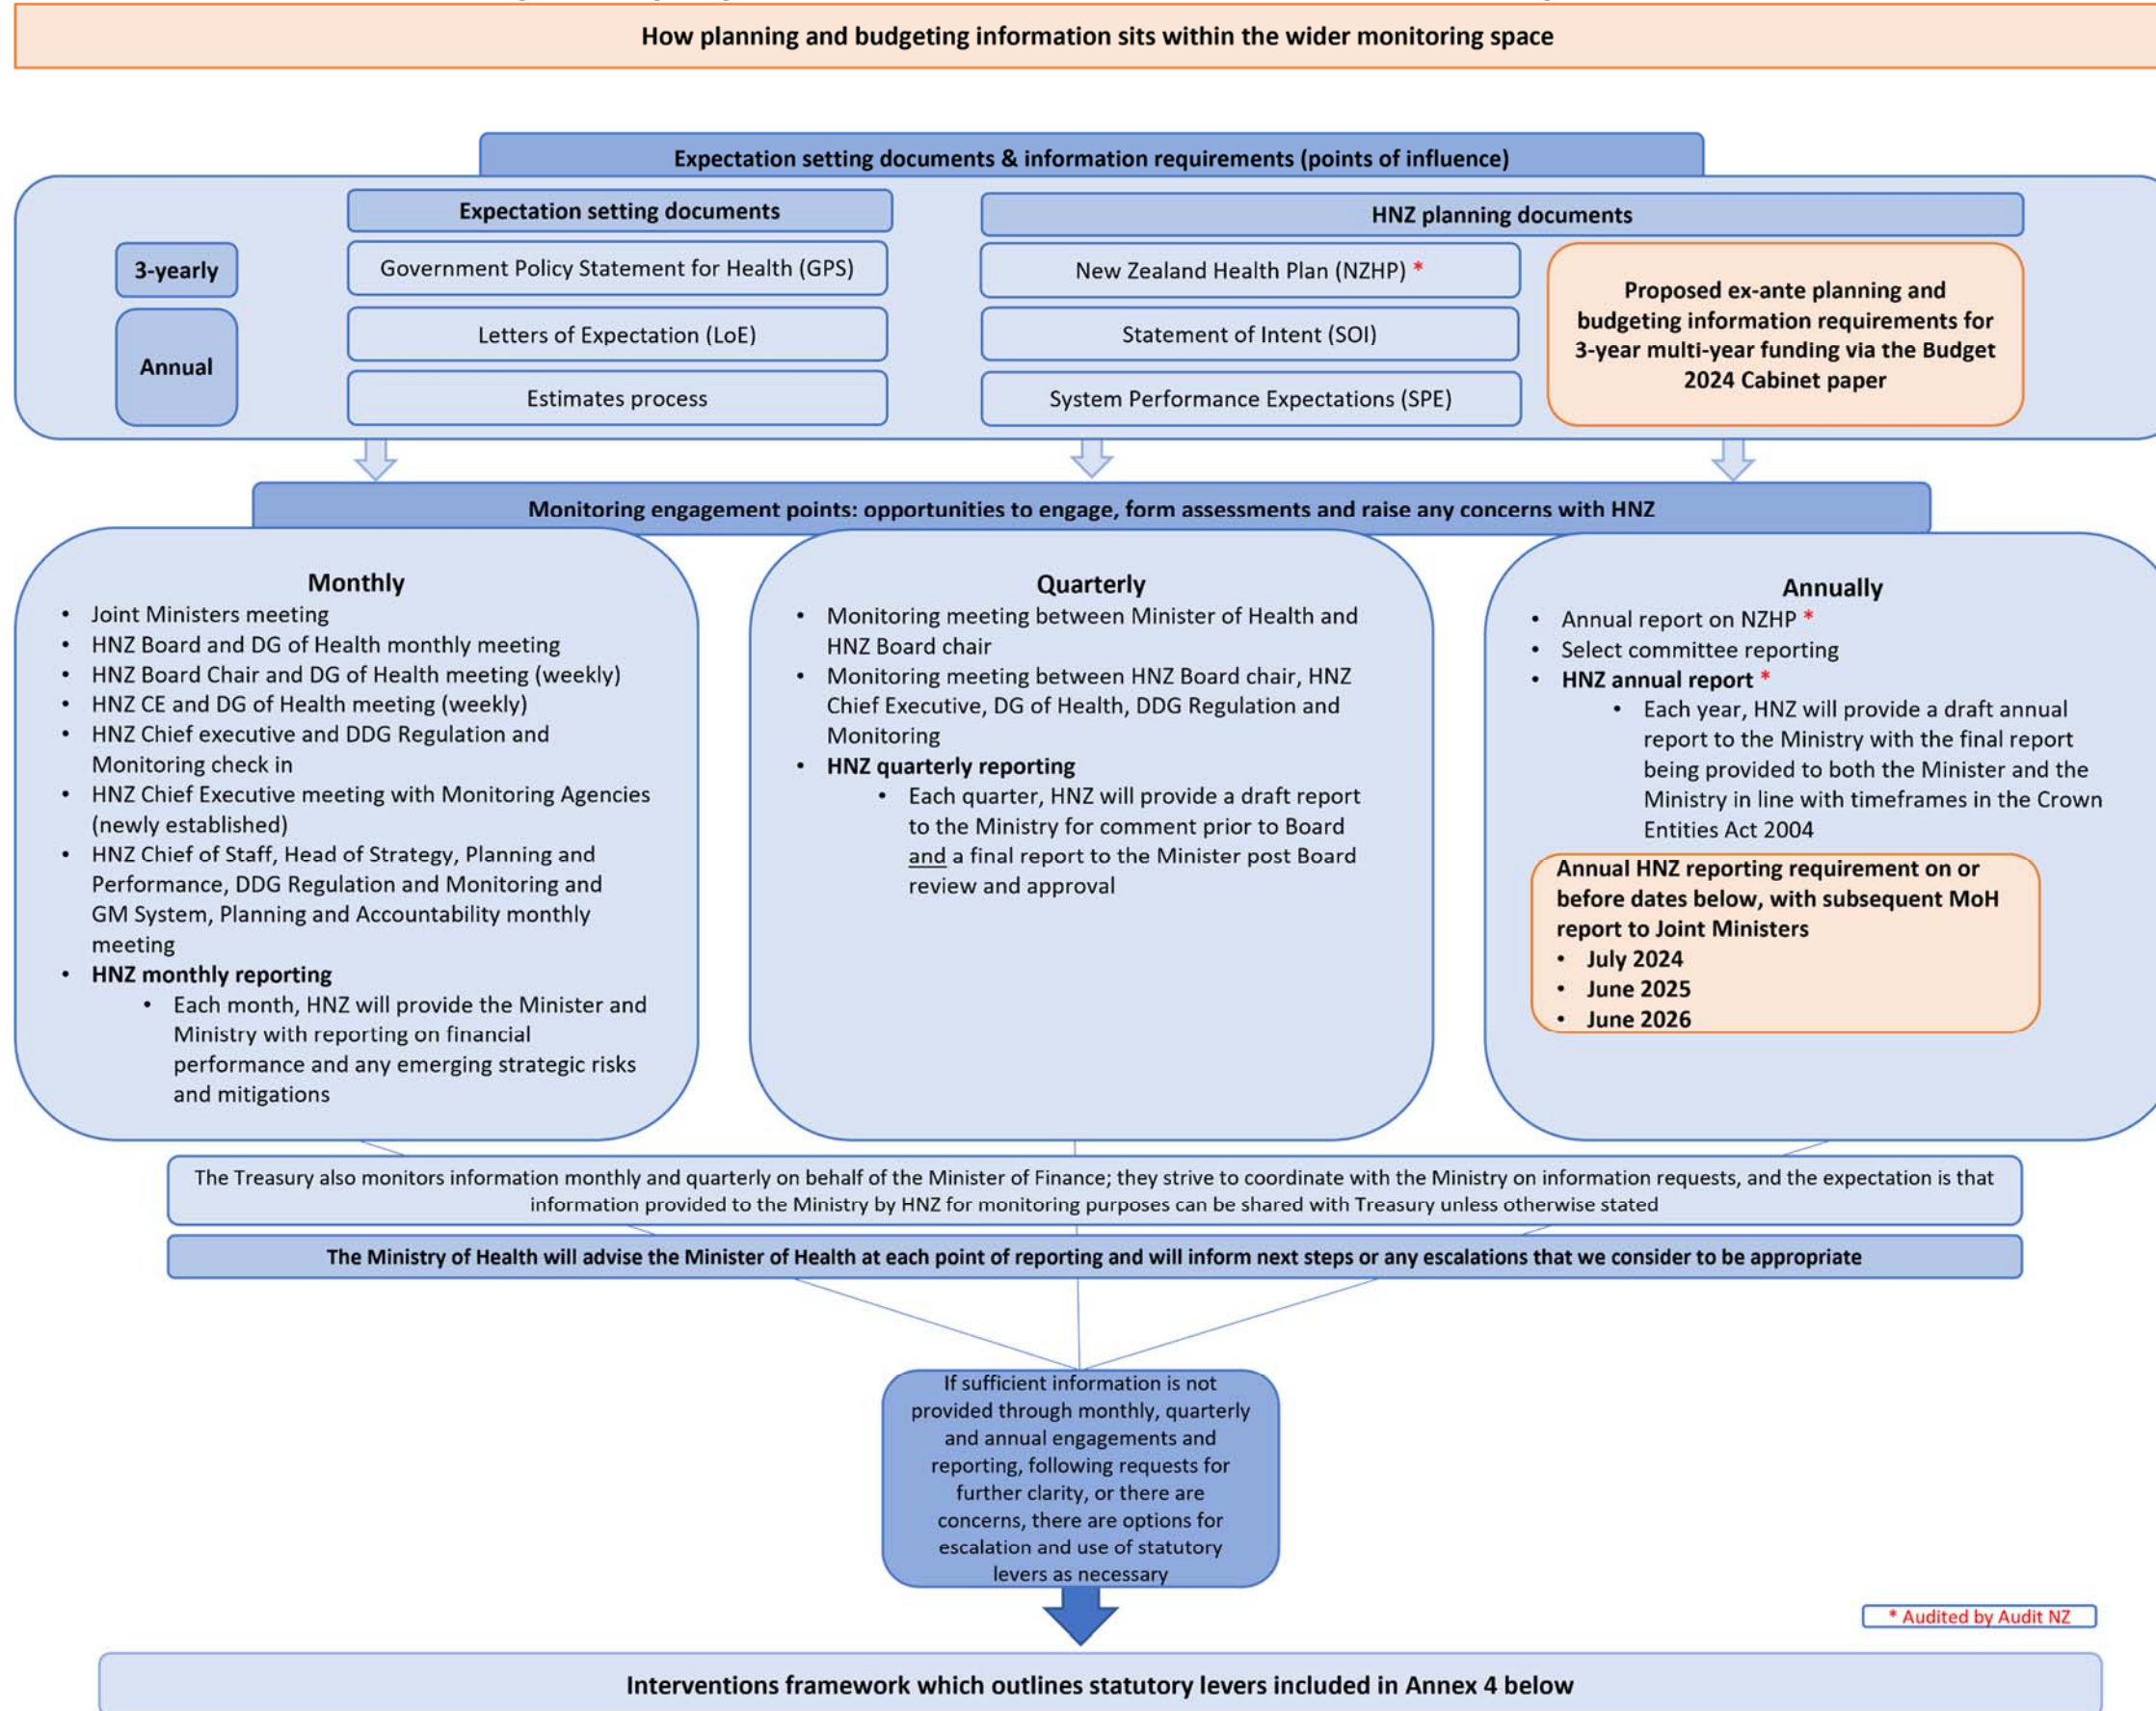 How planning and budgeting information sits within the wider monitoring space
Expectation setting documents & information requirements (points of influence)
Expectation setting documents
HNZ planning documents
3-yearly
Government Policy Statement for Health (GPS)
New Zealand Health Plan (NZHP) *
Annual
Letters of Expectation (LoE)
Statement of Intent (SOI)
Estimates process
System Performance Expectations (SPE)
Proposed ex-ante planning and
budgeting information requirements for
3-year multi-year funding via the Budget
2024 Cabinet paper
Monitoring engagement points: opportunities to engage, form assessments and raise any concerns with HNZ
Monthly
• Joint Ministers meeting
• HNZ Board and DG of Health monthly meeting
• HNZ Board Chair and DG of Health meeting (weekly)
• HNZ CE and DG of Health meeting (weekly)
• HNZ Chief executive and DDG Regulation and
Monitoring check in
• HNZ Chief Executive meeting with Monitoring Agencies
(newly established)
• HNZ Chief of Staff, Head of Strategy, Planning and
Performance, DDG Regulation and Monitoring and
GM System, Planning and Accountability monthly
meeting
• HNZ monthly reporting
• Each month, HNZ will provide the Minister and
Ministry with reporting on financial
performance and any emerging strategic risks
and mitigations
Quarterly
• Monitoring meeting between Minister of Health and
HNZ Board chair
• Monitoring meeting between HNZ Board chair, HNZ
Chief Executive, DG of Health, DDG Regulation and
Monitoring
• HNZ quarterly reporting
• Each quarter, HNZ will provide a draft report
to the Ministry for comment prior to Board
and a final report to the Minister post Board
review and approval
Annually
• Annual report on NZHP *
• Select committee reporting
• HNZ annual report *
• Each year, HNZ will provide a draft annual
report to the Ministry with the final report
being provided to both the Minister and the
Ministry in line with timeframes in the Crown
Entities Act 2004
Annual HNZ reporting requirement on or
before dates below, with subsequent MoH
report to Joint Ministers
• July 2024
• June 2025
• June 2026
The Treasury also monitors information monthly and quarterly on behalf of the Minister of Finance; they strive to coordinate with the Ministry on information requests, and the expectation is that
information provided to the Ministry by HNZ for monitoring purposes can be shared with Treasury unless otherwise stated
The Ministry of Health will advise the Minister of Health at each point of reporting and will inform next steps or any escalations that we consider to be appropriate
If sufficient information is not
provided through monthly, quarterly
and annual engagements and
reporting, following requests for
further clarity, or there are
concerns, there are options for
escalation and use of statutory
levers as necessary
* Audited by Audit NZ
Interventions framework which outlines statutory levers included in Annex 4 below